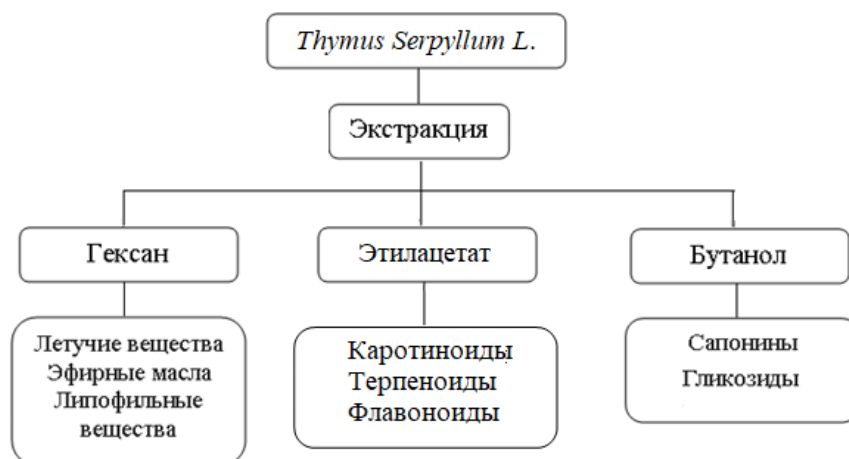 Thymus Serpyllum L.
Экстракция
Гексан
Этилацетат
Бутанол
Летучие вещества
Эфирные масла
Липофильные
вещества
Каротиноиды
Терпеноиды
Флавоноиды
Сапонины
Гликозиды